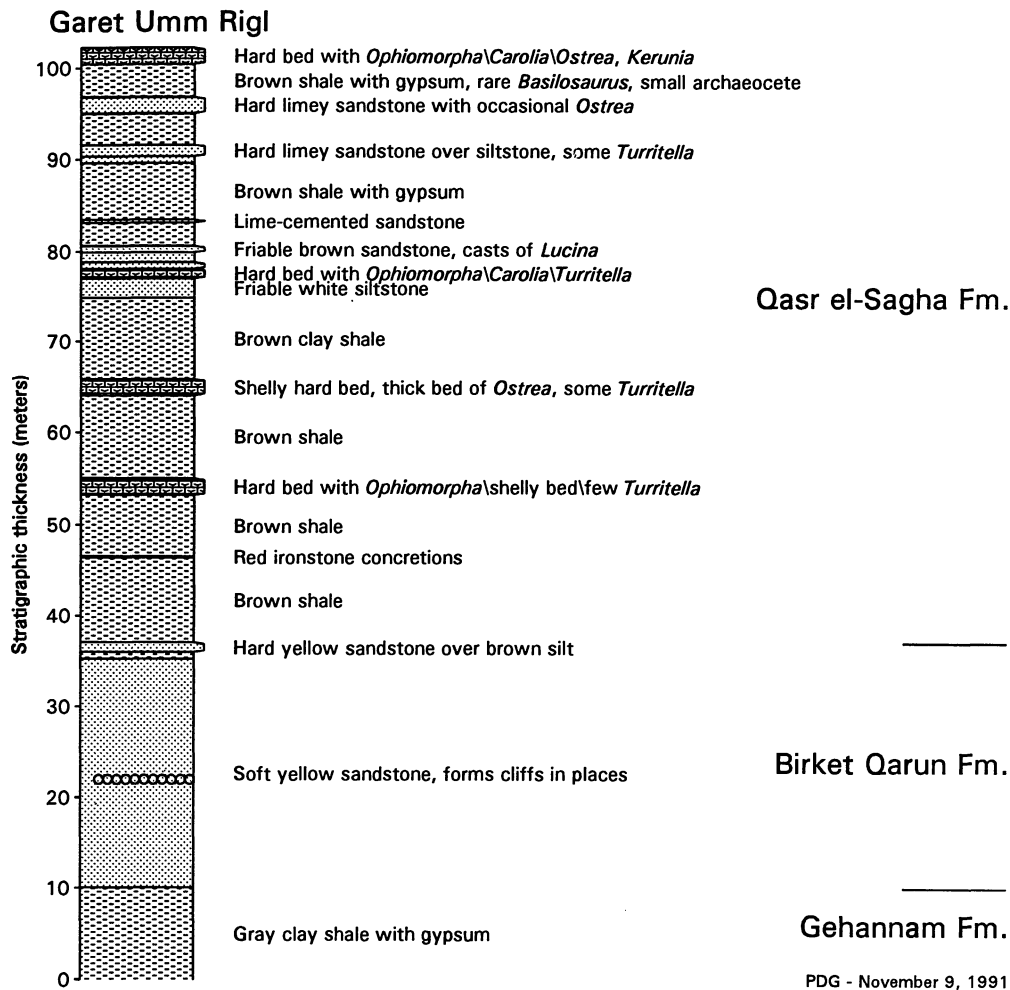 Garet Umm Rigl
Hard bed with Ophiomorpha\Carolia\Ostrea, Kerunia
100
Brown shale with gypsum, rare Basilosaurus, small archaeocete
Hard limey sandstone with occasional Ostrea
Hard limey sandstone over siltstone, some Turritella
90
Brown shale with gypsum
Lime-cemented sandstone
80
Friable brown sandstone, casts of Lucina
Hard bed with Ophiomorpha\Carolia\Turritella
Friable white siltstone
Qasr el-Sagha Fm.
70
Brown clay shale
Shelly hard bed, thick bed of Ostrea, some Turritella
60
Brown shale
Hard bed with Ophiomorpha\shelly bed\few Turritella
50
Brown shale
Red ironstone concretions
Stratigraphic thickness (meters)
Brown shale
40
Hard yellow sandstone over brown silt
30
Soft yellow sandstone, forms cliffs in places
Birket Qarun Fm.
20
10
Gray clay shale with gypsum
Gehannam Fm.
0
PDG - November 9, 1991